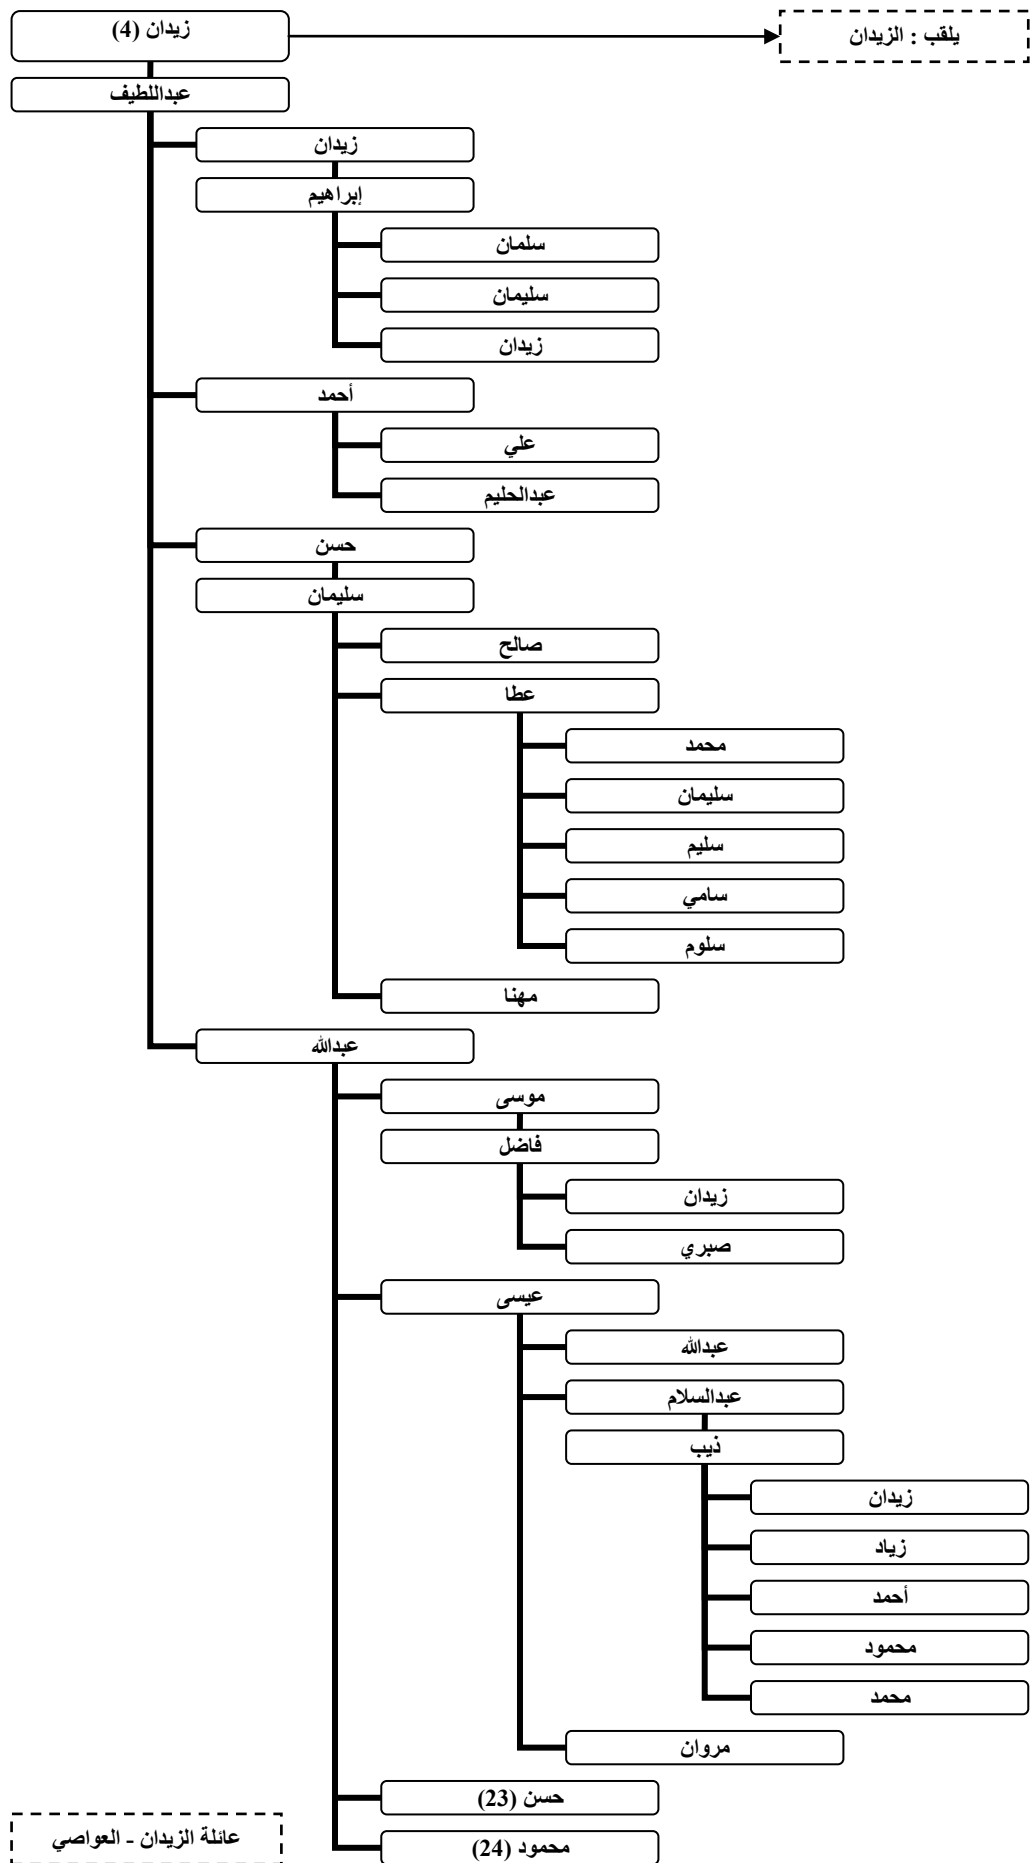 زيدان (4)
يلقب : الزيدان
عبداللطيف
زيدان
إبراهيم
سلمان
سليمان
زيدان
أحمد
علي
عبدالحليم
حسن
سليمان
صالح
عطا
محمد
سليمان
سليم
سامي
سلوم
مهنا
عبدالله
موسى
فاضل
زيدان
صبري
عيسى
عبدالله
عبدالسلام
ذيب
زيدان
زياد
أحمد
محمود
محمد
مروان
حسن (23)
محمود (24)
عائلة الزيدان - العواصي